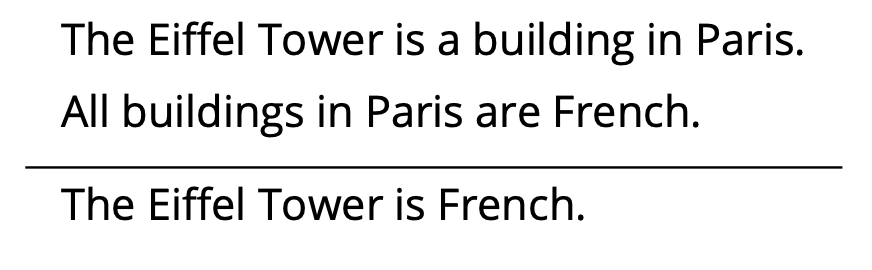 The Eiffel Tower is a building in Paris.
All buildings in Paris are French.
The Eiffel Tower is French.